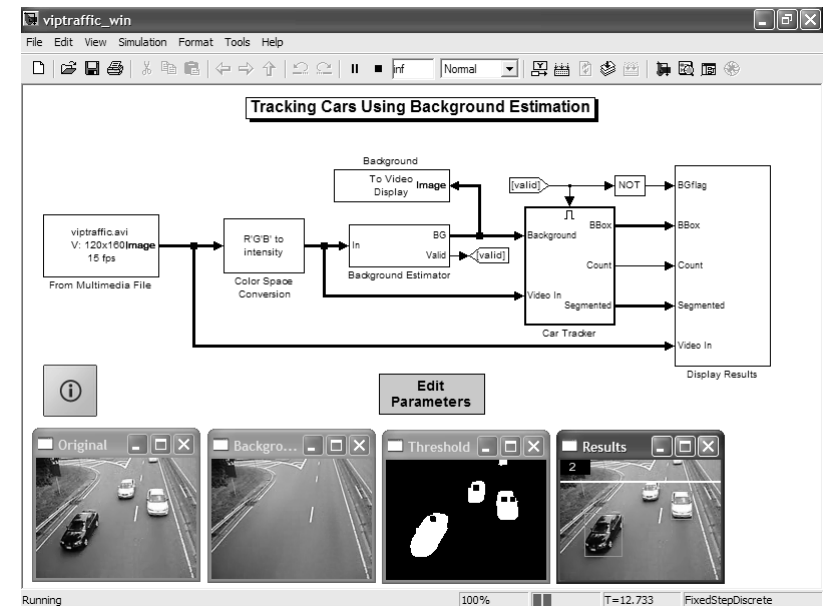 viptraffic_win
File Edit View Simulation Format Tools Help
inf Normal
Tracking Cars Using Background Estimation
Background
To Video
Display
Image
[valid]
NOT
BGflag
viptraffic.avi
V: 120x160
15 fps
Image
From Multimedia File
R'G'B' to
intensity
Color Space
Conversion
In
BG
Valid
[valid]
Background Estimator
Background
Video In
BBox
Count
Segmented
Car Tracker
BBox
Count
Segmented
Video In
Display Results
Edit
Parameters
Original
Backgro...
Threshold
Results
2
Running
100%
T=12.733
FixedStepDiscrete